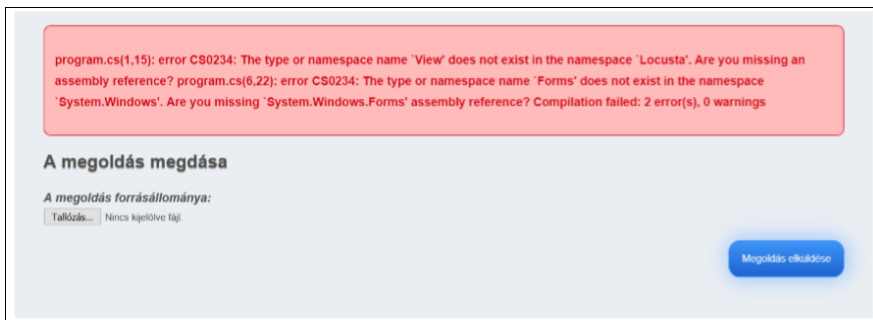 program.cs(1,15): error CS0234: The type or namespace name `View' does not exist in the namespace `Locusta'. Are you missing an
assembly reference? program.cs(6,22): error CS0234: The type or namespace name `Forms' does not exist in the namespace
`System.Windows'. Are you missing `System.Windows.Forms' assembly reference? Compilation failed: 2 error(s), 0 warnings
A megoldás megdása
A megoldás forrásállománya:
Tallózás... Nincs kijelölve fájl.
Megoldás elküldése